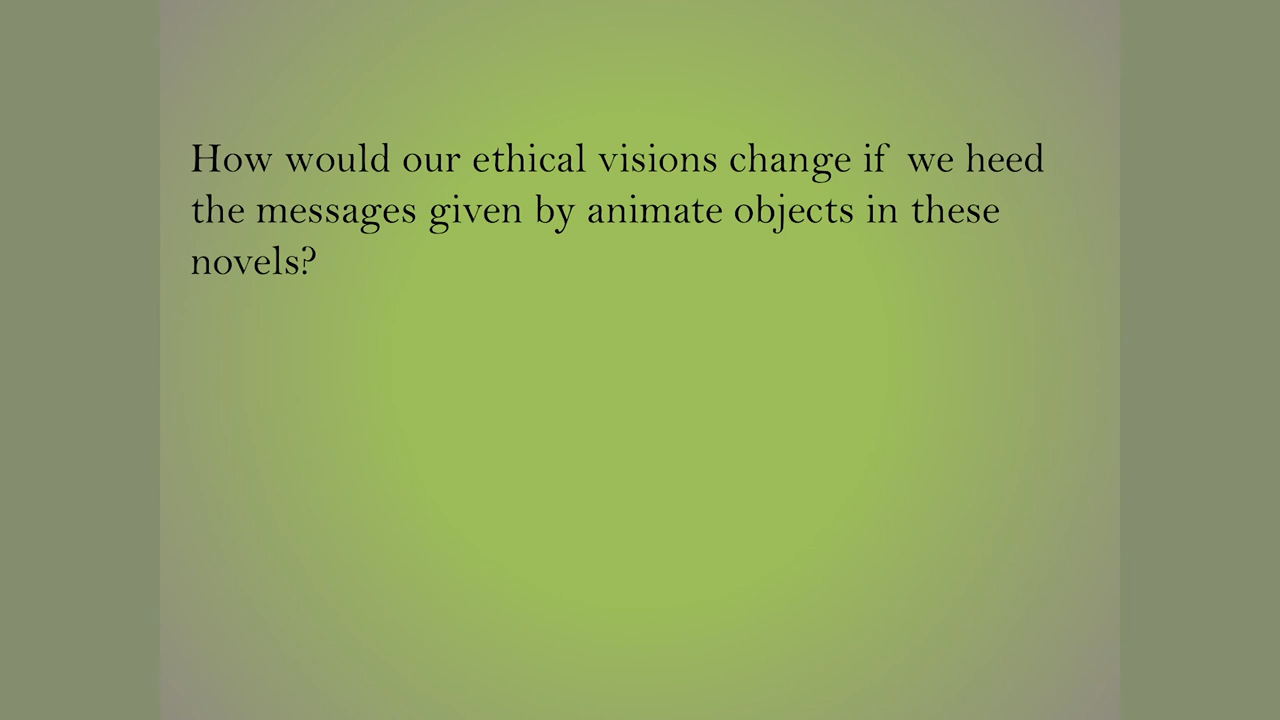 How would our ethical visions change if  we heed
the messages given by animate objects in these
novels?